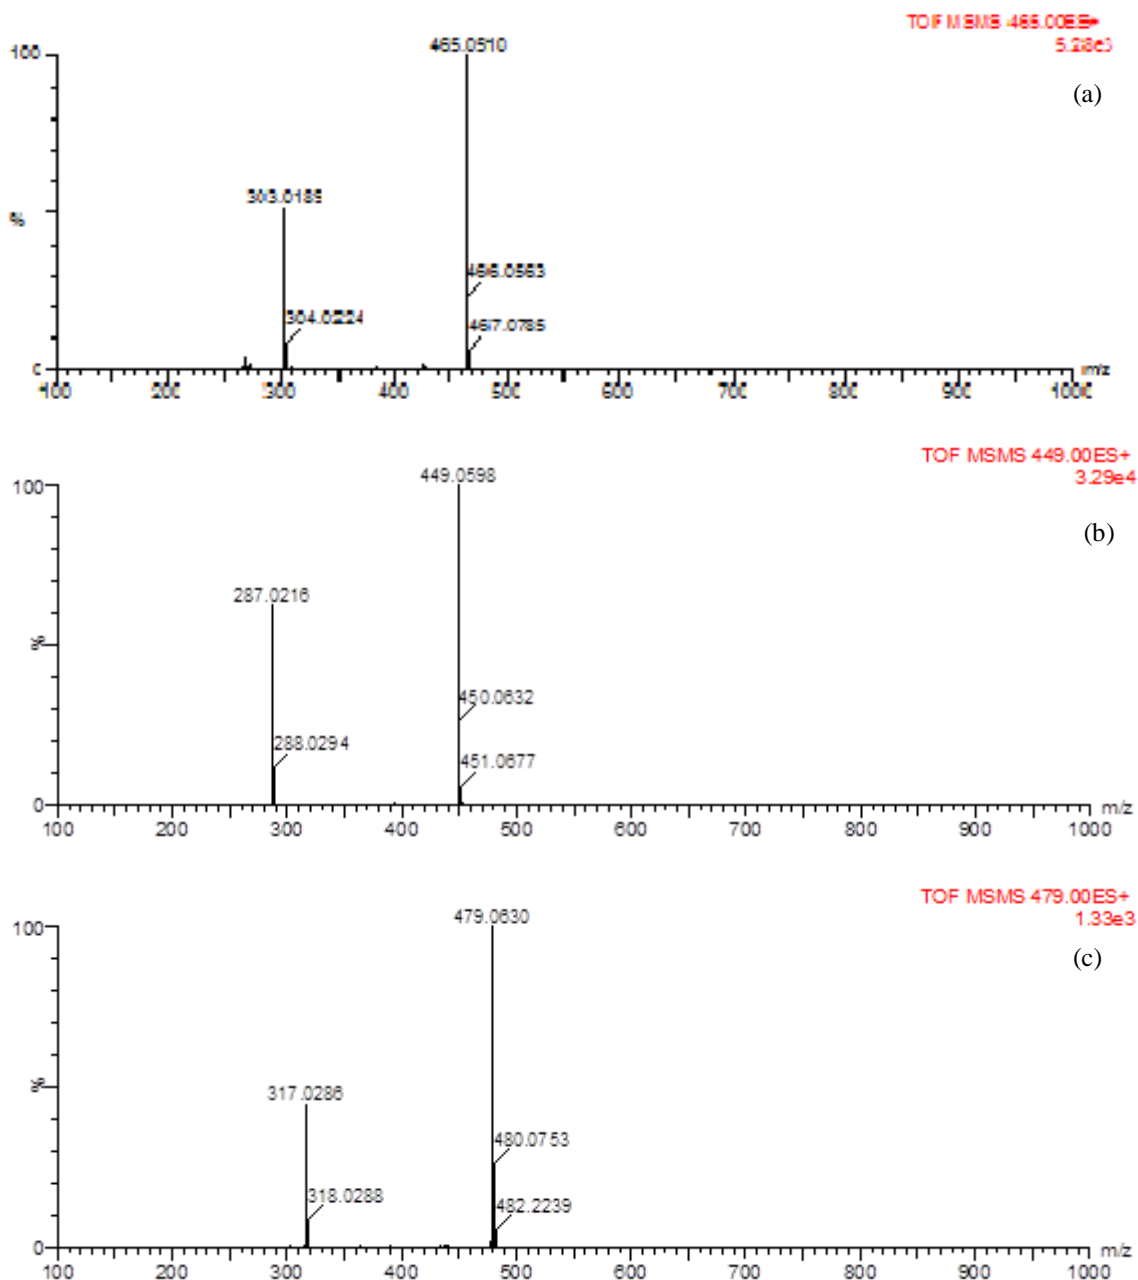 TOF MSMS 465.00ES+
5.28e3
(a)
100
465.0510
303.0185
%
466.0563
304.0224
467.0785
0
100 200 300 400 500 600 700 800 900 1000 m/z
TOF MSMS 449.00ES+
3.29e4
(b)
100
449.0598
287.0216
%
450.0632
288.0294
451.0677
0
100 200 300 400 500 600 700 800 900 1000 m/z
TOF MSMS 479.00ES+
1.33e3
(c)
100
479.0630
317.0286
%
480.0753
318.0288
482.2239
0
100 200 300 400 500 600 700 800 900 1000 m/z